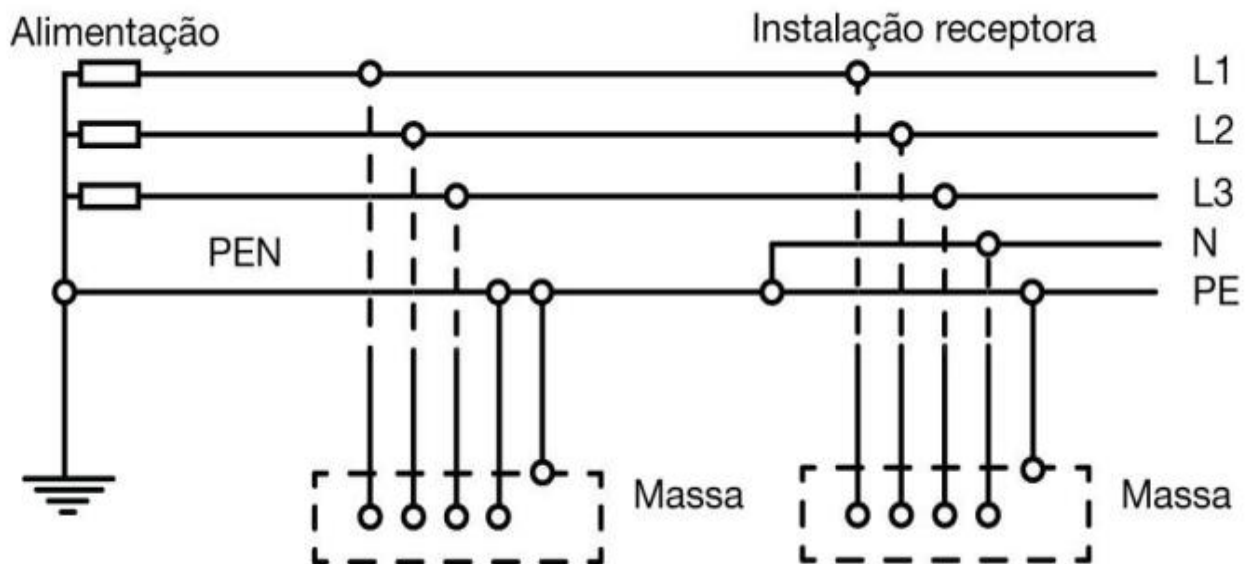 Alimentação
Instalação receptora
L1
L2
L3
N
PEN
PE
Massa
Massa